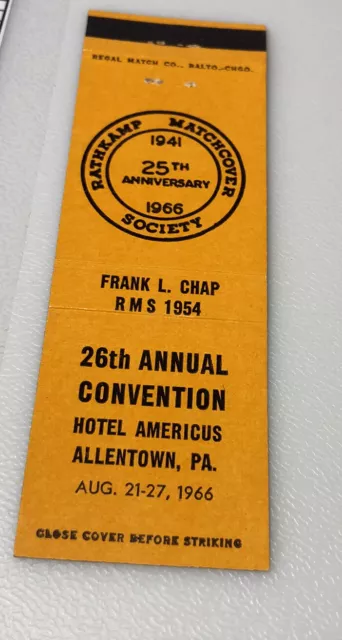 REGAL MATCH CO., BALTO.-CHGO.
RATHKAMP MATCHCOVER
1941
25TH
ANNIVERSARY
1966
SOCIETY
FRANK L. CHAP
RMS 1954
26th ANNUAL
CONVENTION
HOTEL AMERICUS
ALLENTOWN, PA.
AUG. 21-27, 1966
CLOSE COVER BEFORE STRIKING